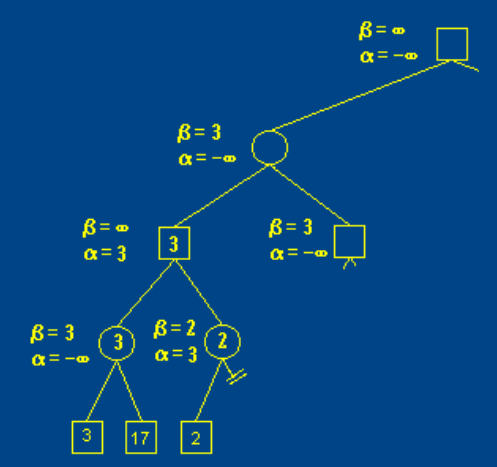 β = ∞
α = −∞
β = 3
α = −∞
β = ∞
α = 3
3
β = 3
α = −∞
β = 3
α = −∞
3
β = 2
α = 3
2
3
17
2